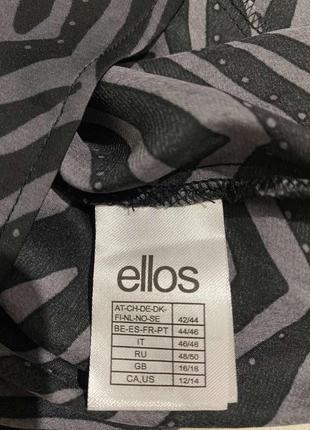 ellos
AT-CH-DE-DK-
FI-NL-NO-SE 42/44
BE-ES-FR-PT 44/46
IT 46/48
RU 48/50
GB 16/18
CA,US 12/14